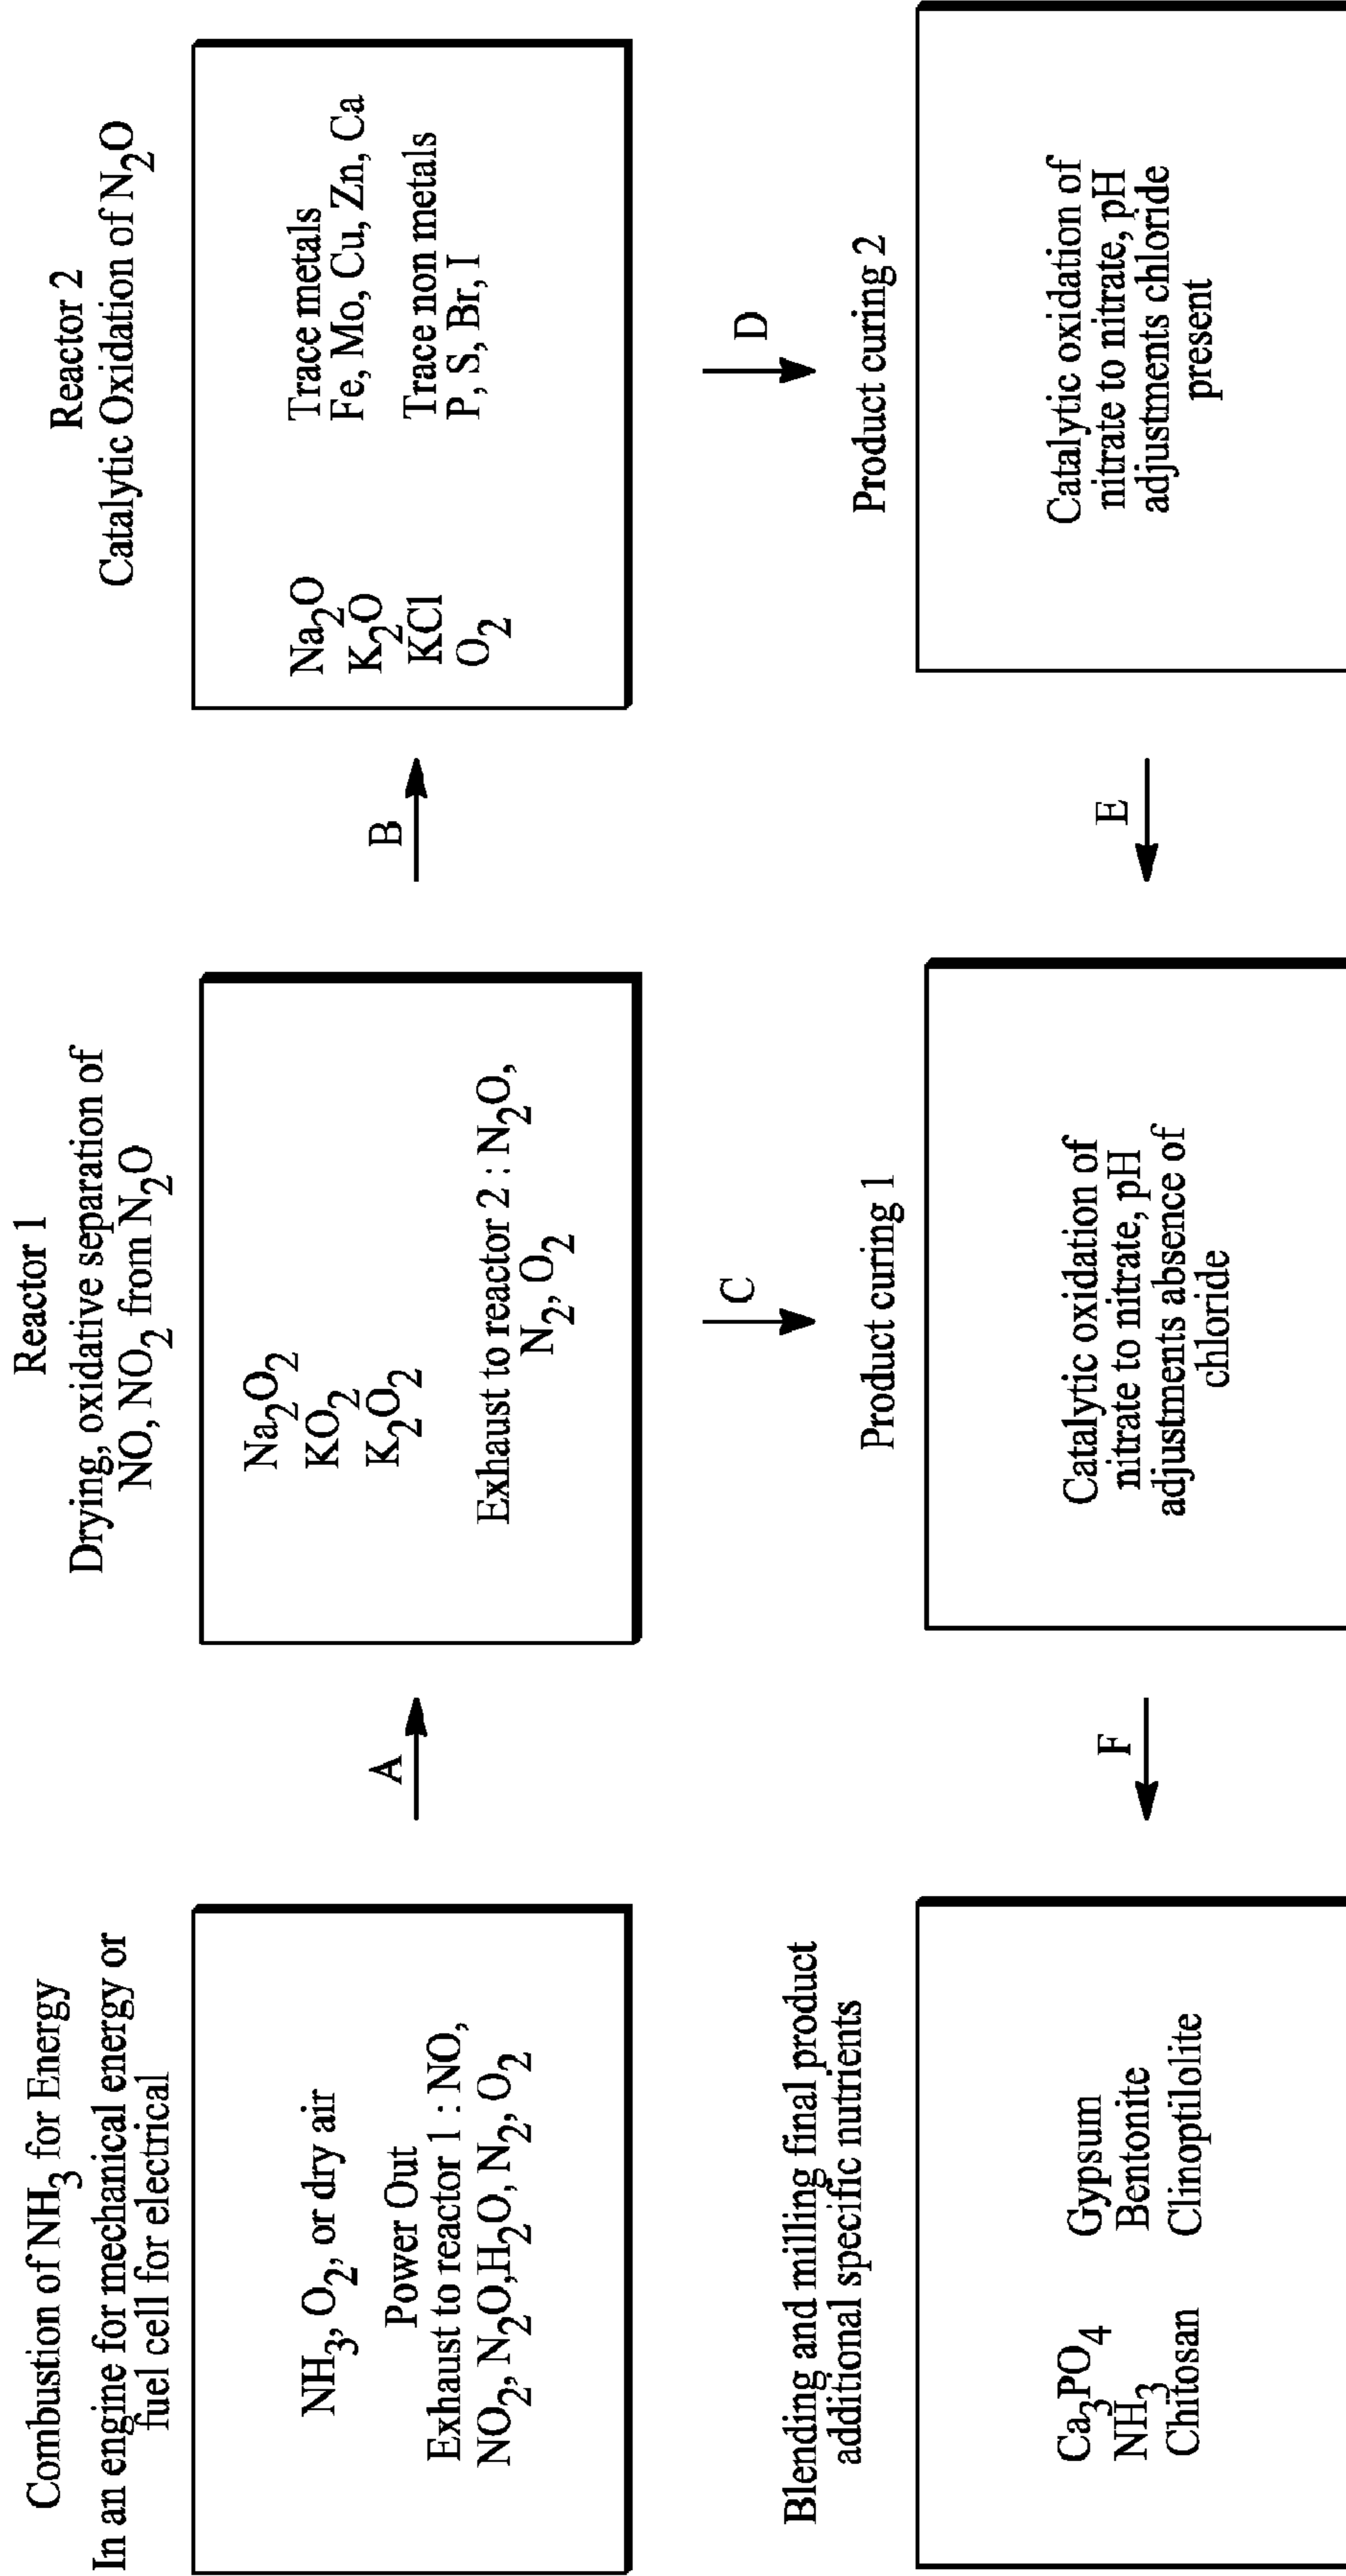 Combustion of NH3 for Energy
In an engine for mechanical energy or
fuel cell for electrical
NH3, O2, or dry air
Power Out
Exhaust to reactor 1 : NO,
NO2, N2O,H2O, N2, O2
A
Reactor 1
Drying, oxidative separation of
NO, NO2 from N2O
Na2O2
KO2
K2O2
Exhaust to reactor 2 : N2O,
N2, O2
B
Reactor 2
Catalytic Oxidation of N2O
Na2O
K2O
KCl
O2
Trace metals
Fe, Mo, Cu, Zn, Ca
Trace non metals
P, S, Br, I
C
D
Blending and milling final product
additional specific nutrients
Ca3PO4
NH3
Chitosan
Gypsum
Bentonite
Clinoptilolite
F
Product curing 1
Catalytic oxidation of
nitrate to nitrate, pH
adjustments absence of
chloride
E
Product curing 2
Catalytic oxidation of
nitrate to nitrate, pH
adjustments chloride
present